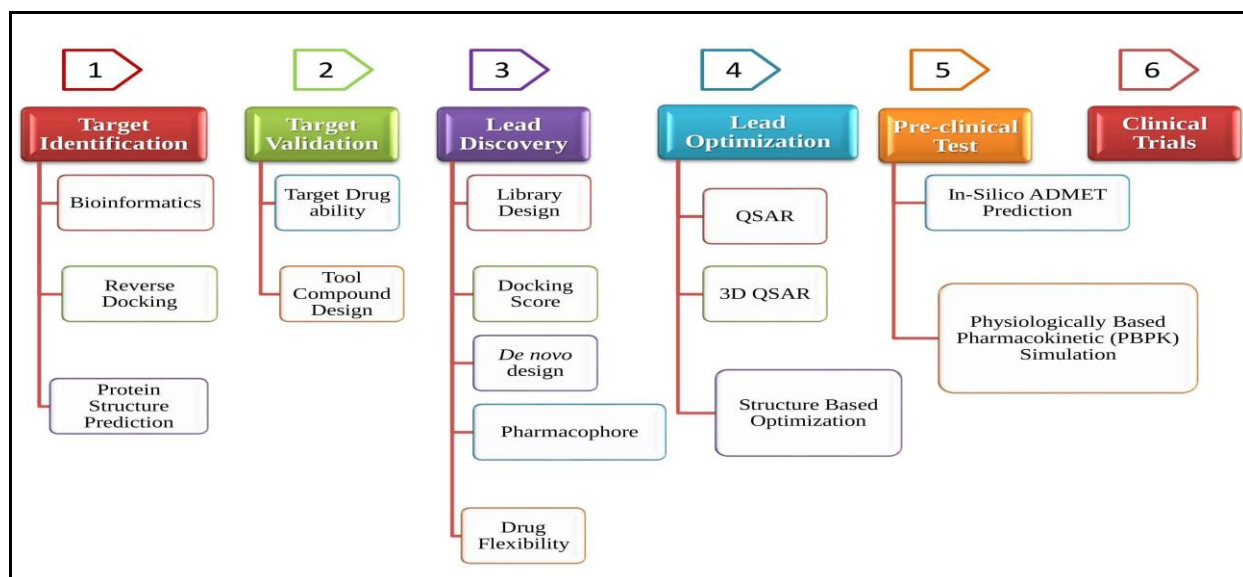 1
2
3
4
5
6
Target
Identification
Bioinformatics
Reverse
Docking
Protein
Structure
Prediction
Target
Validation
Target Drug
ability
Tool
Compound
Design
Lead
Discovery
Library
Design
Docking
Score
De novo
design
Pharmacophore
Drug
Flexibility
Lead
Optimization
QSAR
3D QSAR
Structure Based
Optimization
Pre-clinical
Test
In-Silico ADMET
Prediction
Physiologically Based
Pharmacokinetic (PBPK)
Simulation
Clinical
Trials